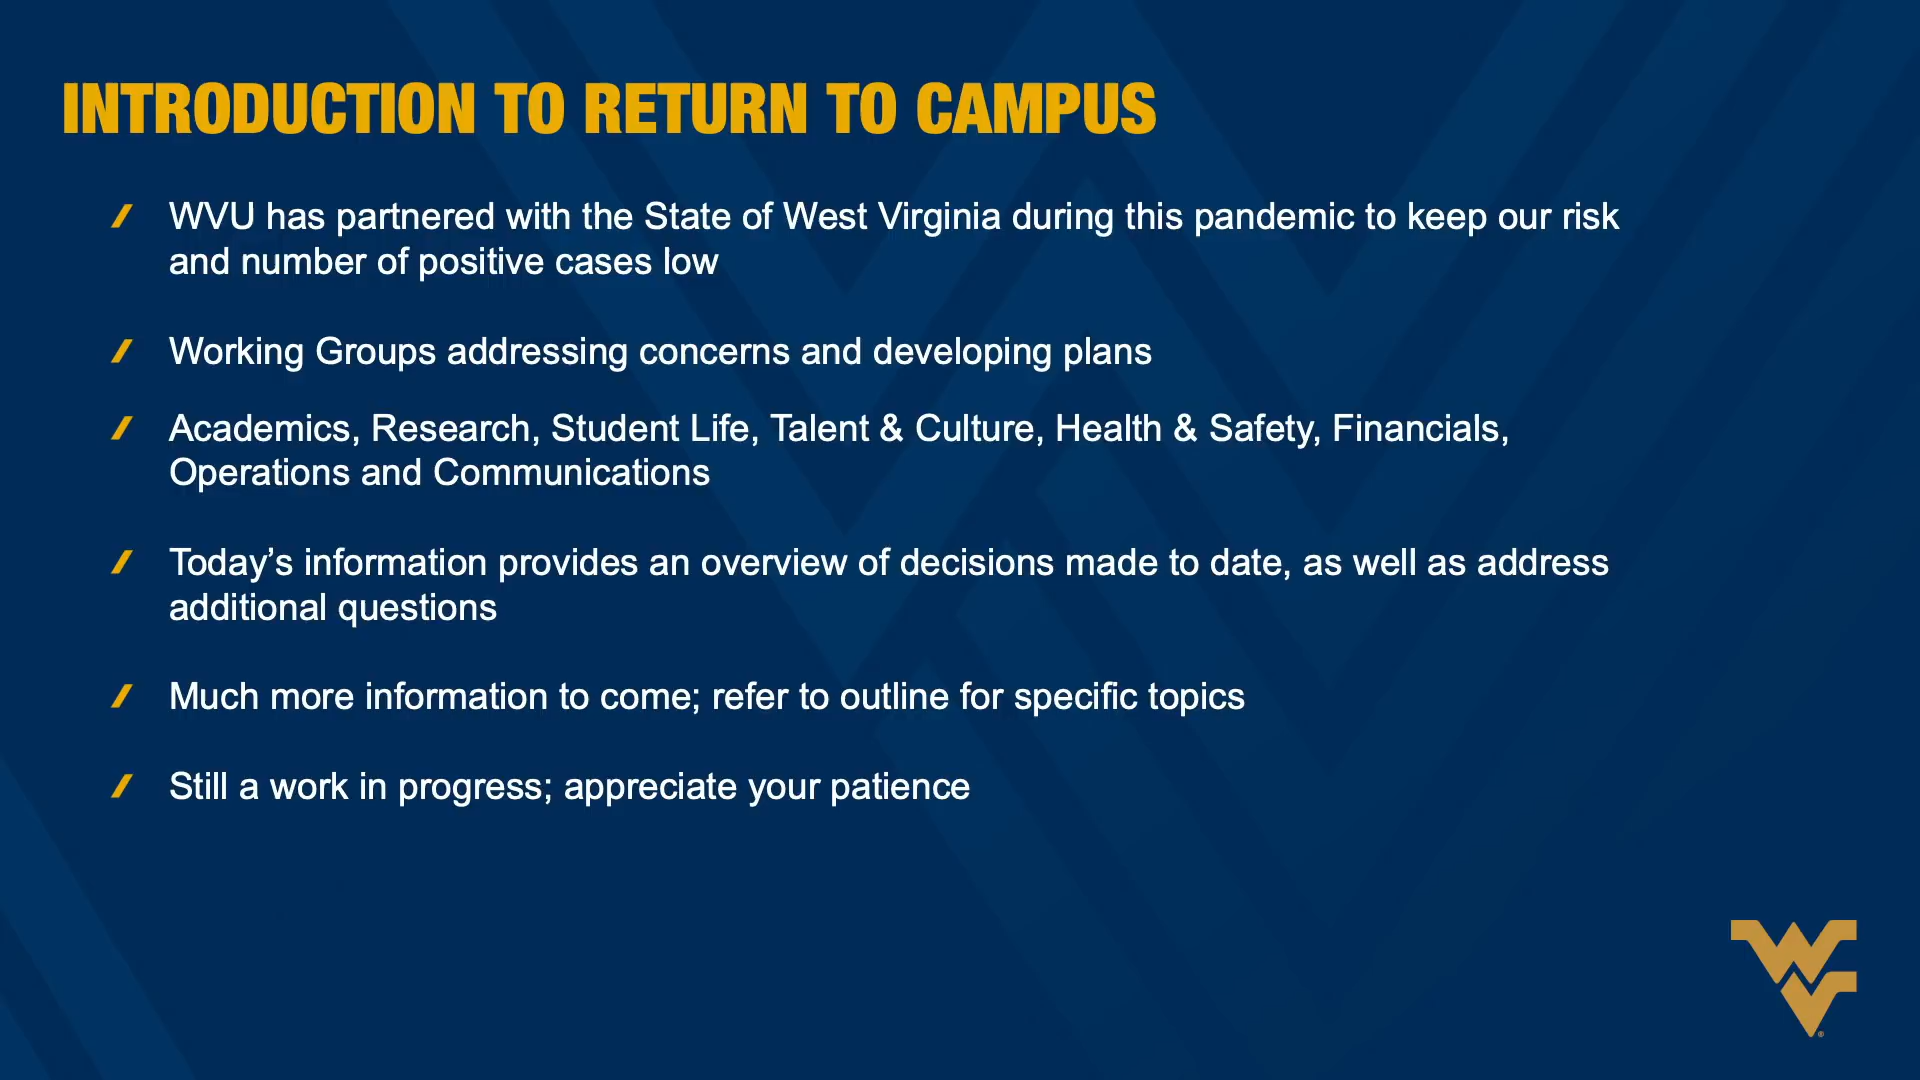 INTRODUCTION TO RETURN TO CAMPUS
WVU has partnered with the State of West Virginia during this pandemic to keep our risk
and number of positive cases low
Working Groups addressing concerns and developing plans
Academics, Research, Student Life, Talent & Culture, Health & Safety, Financials,
Operations and Communications
Today’s information provides an overview of decisions made to date, as well as address
additional questions
Much more information to come; refer to outline for specific topics
Still a work in progress; appreciate your patience
WV®